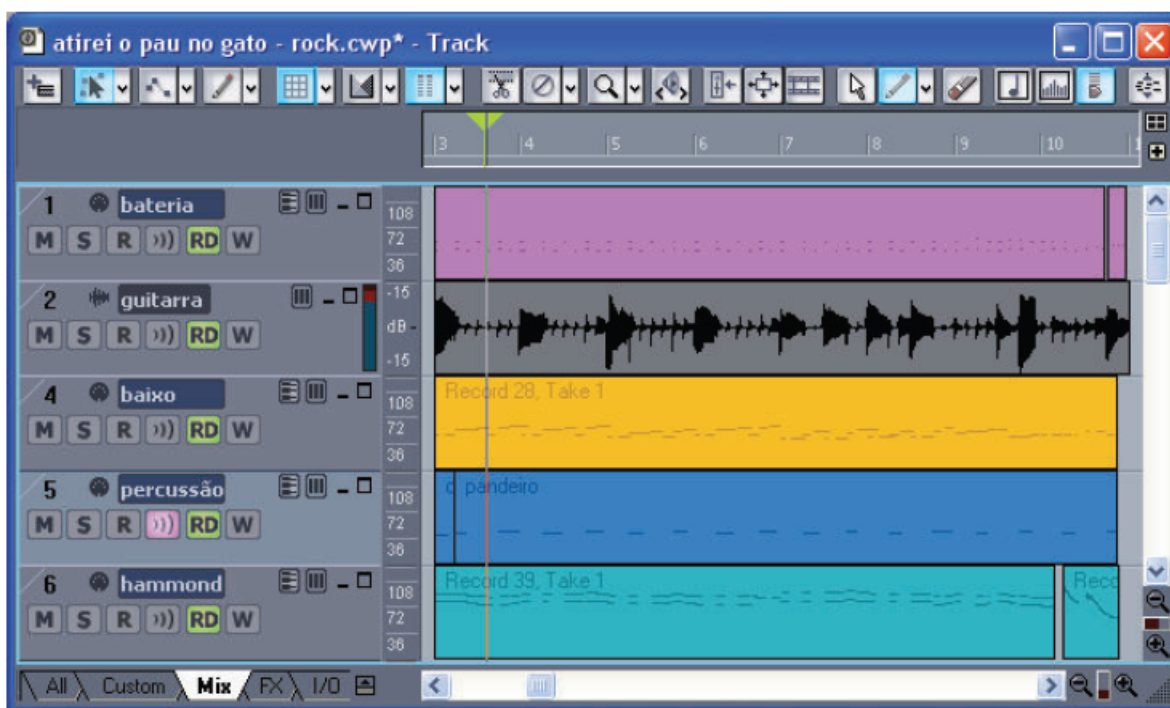 atirei o pau no gato - rock.cwp* - Track
3 4 5 6 7 8 9 10 1
1 bateria
M S R RD W
108
72
36
2 guitarra
M S R RD W
-15
dB -
-15
4 baixo
M S R RD W
108
72
36
Record 28, Take 1
5 percussão
M S R RD W
108
72
36
pandeiro
6 hammond
M S R RD W
108
72
36
Record 39, Take 1
Reco
All Custom Mix FX I/O